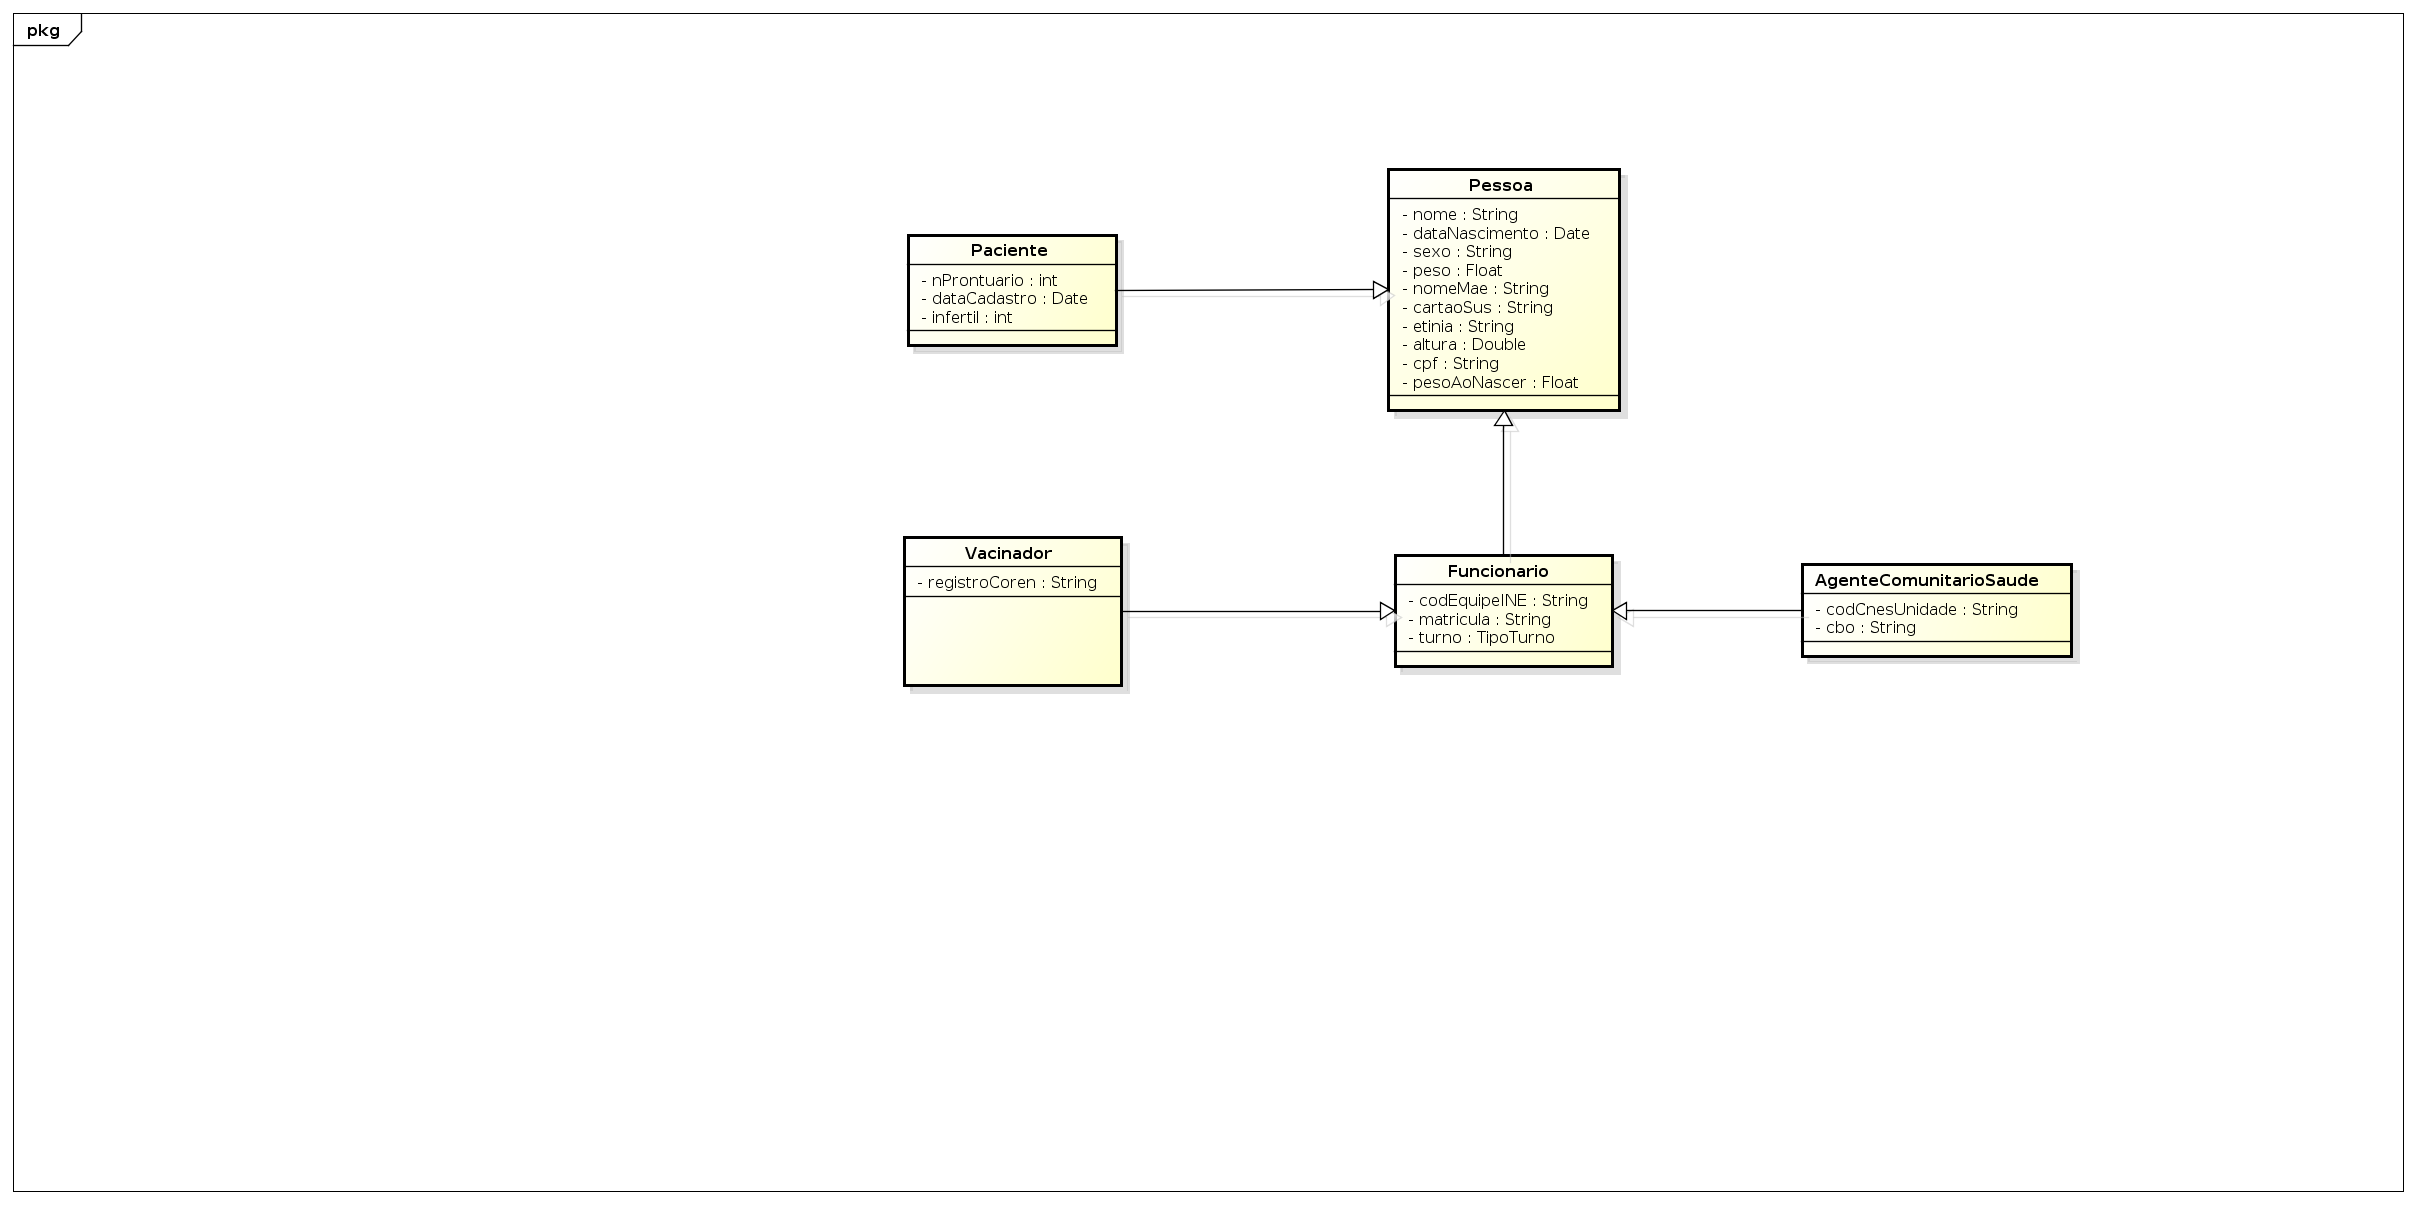 pkg
Pessoa
- nome : String
- dataNascimento : Date
- sexo : String
- peso : Float
- nomeMae : String
- cartaoSus : String
- etinia : String
- altura : Double
- cpf : String
- pesoAoNascer : Float
Paciente
- nProntuario : int
- dataCadastro : Date
- infertil : int
Vacinador
- registroCoren : String
Funcionario
- codEquipeINE : String
- matricula : String
- turno : TipoTurno
AgenteComunitarioSaude
- codCnesUnidade : String
- cbo : String